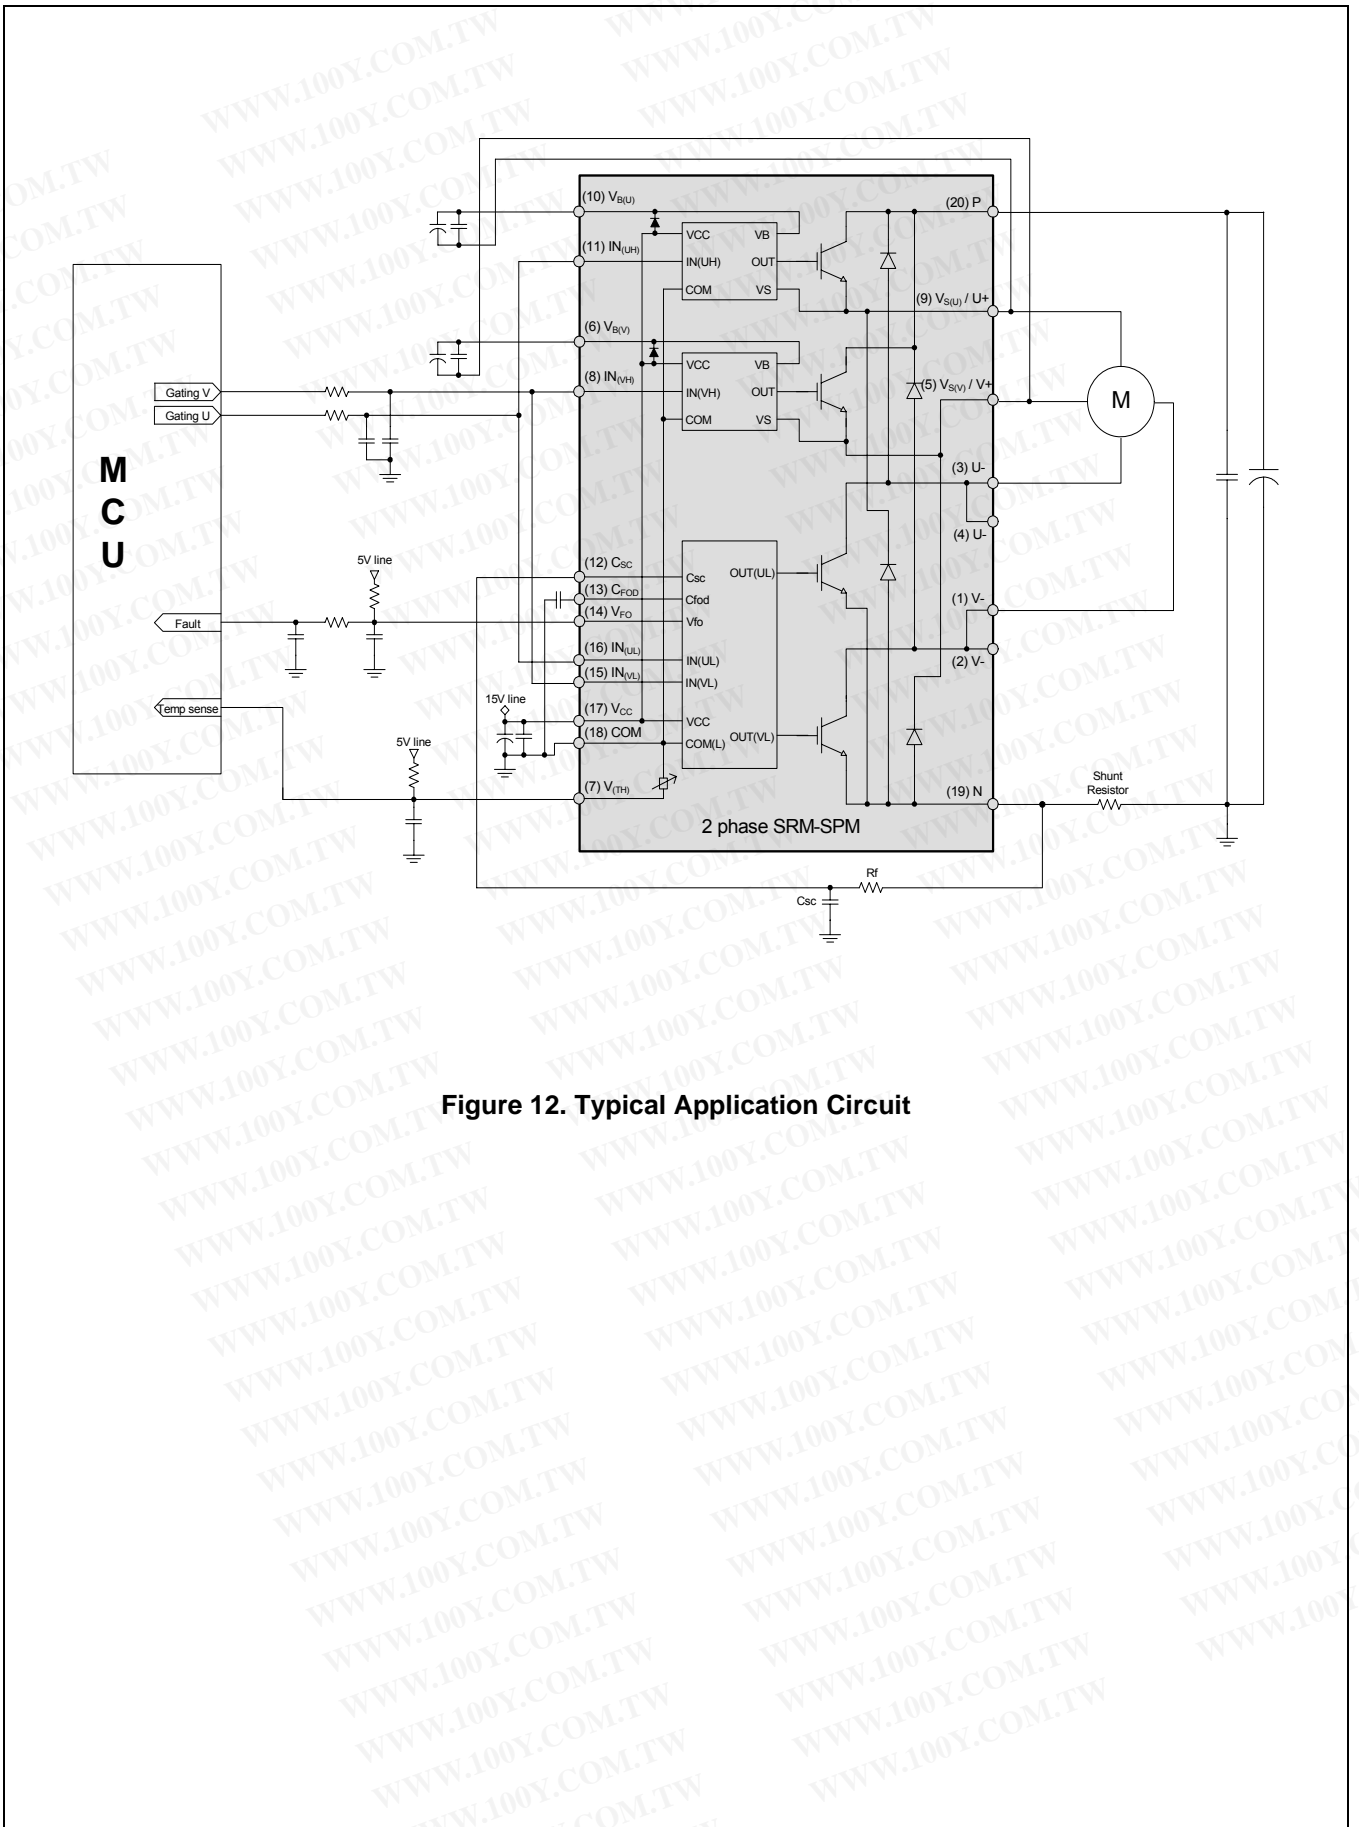 (10) VB(U)
(20) P
VCC
VB
(11) IN(UH)
IN(UH)
OUT
COM
VS
(9) VS(U) / U+
(6) VB(V)
VCC
VB
(8) IN(VH)
IN(VH)
OUT
(5) VS(V) / V+
COM
VS
M
Gating V
Gating U
M
C
U
(3) U-
(4) U-
5V line
(12) CSC
Csc
OUT(UL)
(13) CFOD
Cfod
(14) VFO
Vfo
Fault
(1) V-
(16) IN(UL)
IN(UL)
(15) IN(VL)
IN(VL)
(2) V-
Temp sense
15V line
(17) VCC
VCC
(18) COM
COM(L)
OUT(VL)
5V line
(7) V(TH)
(19) N
Shunt
Resistor
2 phase SRM-SPM
Rf
Csc
Figure 12. Typical Application Circuit
WWW.100Y.COM.TW